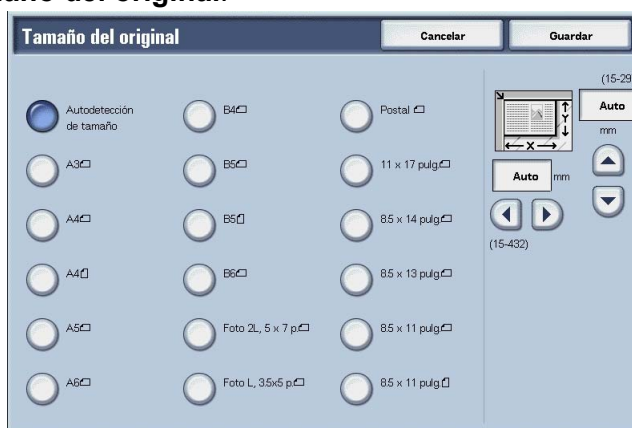 Tamaño del original
Cancelar
Guardar
Autodetección
de tamaño
A3
A4
A4
A5
A6
B4
B5
B5
B6
Foto 2L, 5 x 7 p.
Foto L, 3.5x5 p.
Postal
11 x 17 pulg.
8.5 x 14 pulg.
8.5 x 13 pulg.
8.5 x 11 pulg.
8.5 x 11 pulg.
(15-29
Y
X
Auto
mm
Auto mm
(15-432)